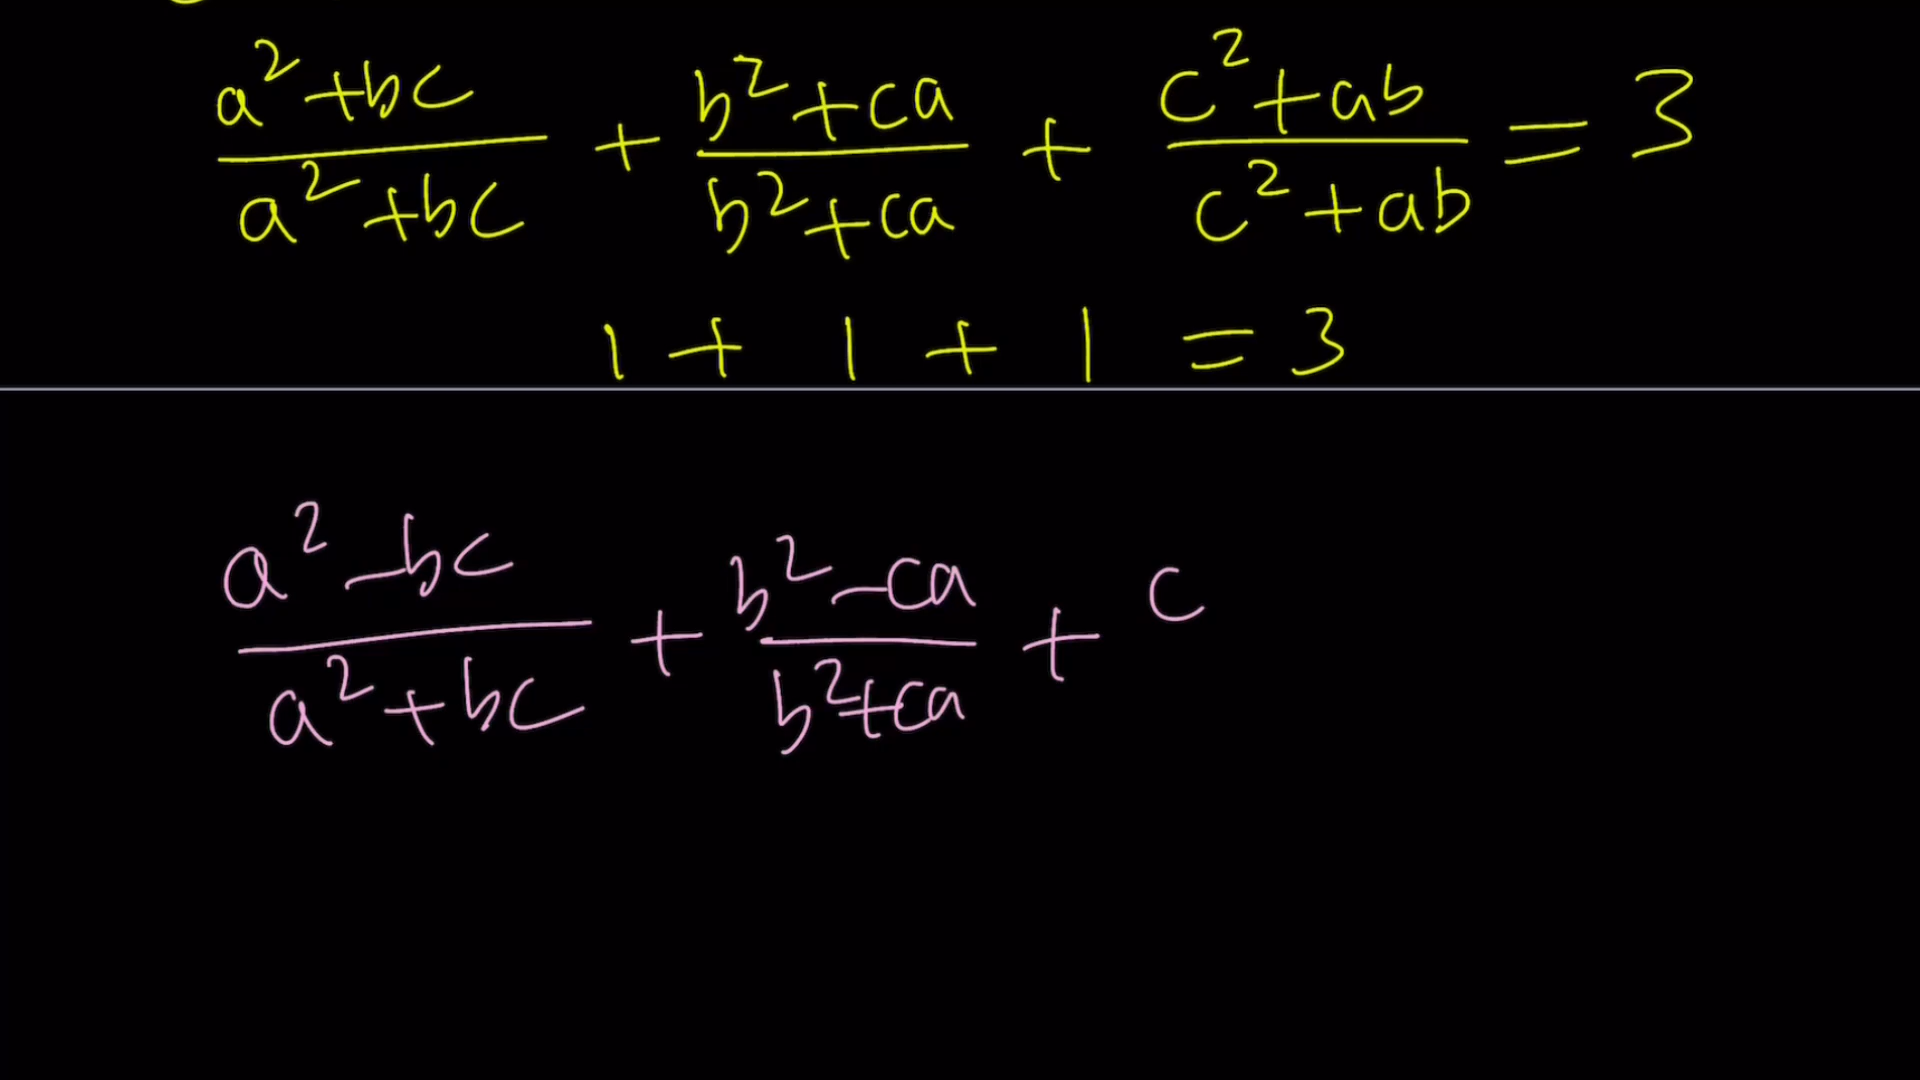 (a² + bc)/(a² + bc) + (b² + ca)/(b² + ca) + (c² + ab)/(c² + ab) = 3
1 + 1 + 1 = 3
(a² - bc)/(a² + bc) + (b² - ca)/(b² + ca) + c